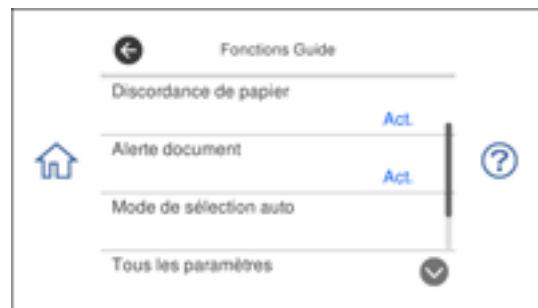 Fonctions Guide
Discordance de papier
Act.
Alerte document
Act.
Mode de sélection auto
Tous les paramètres